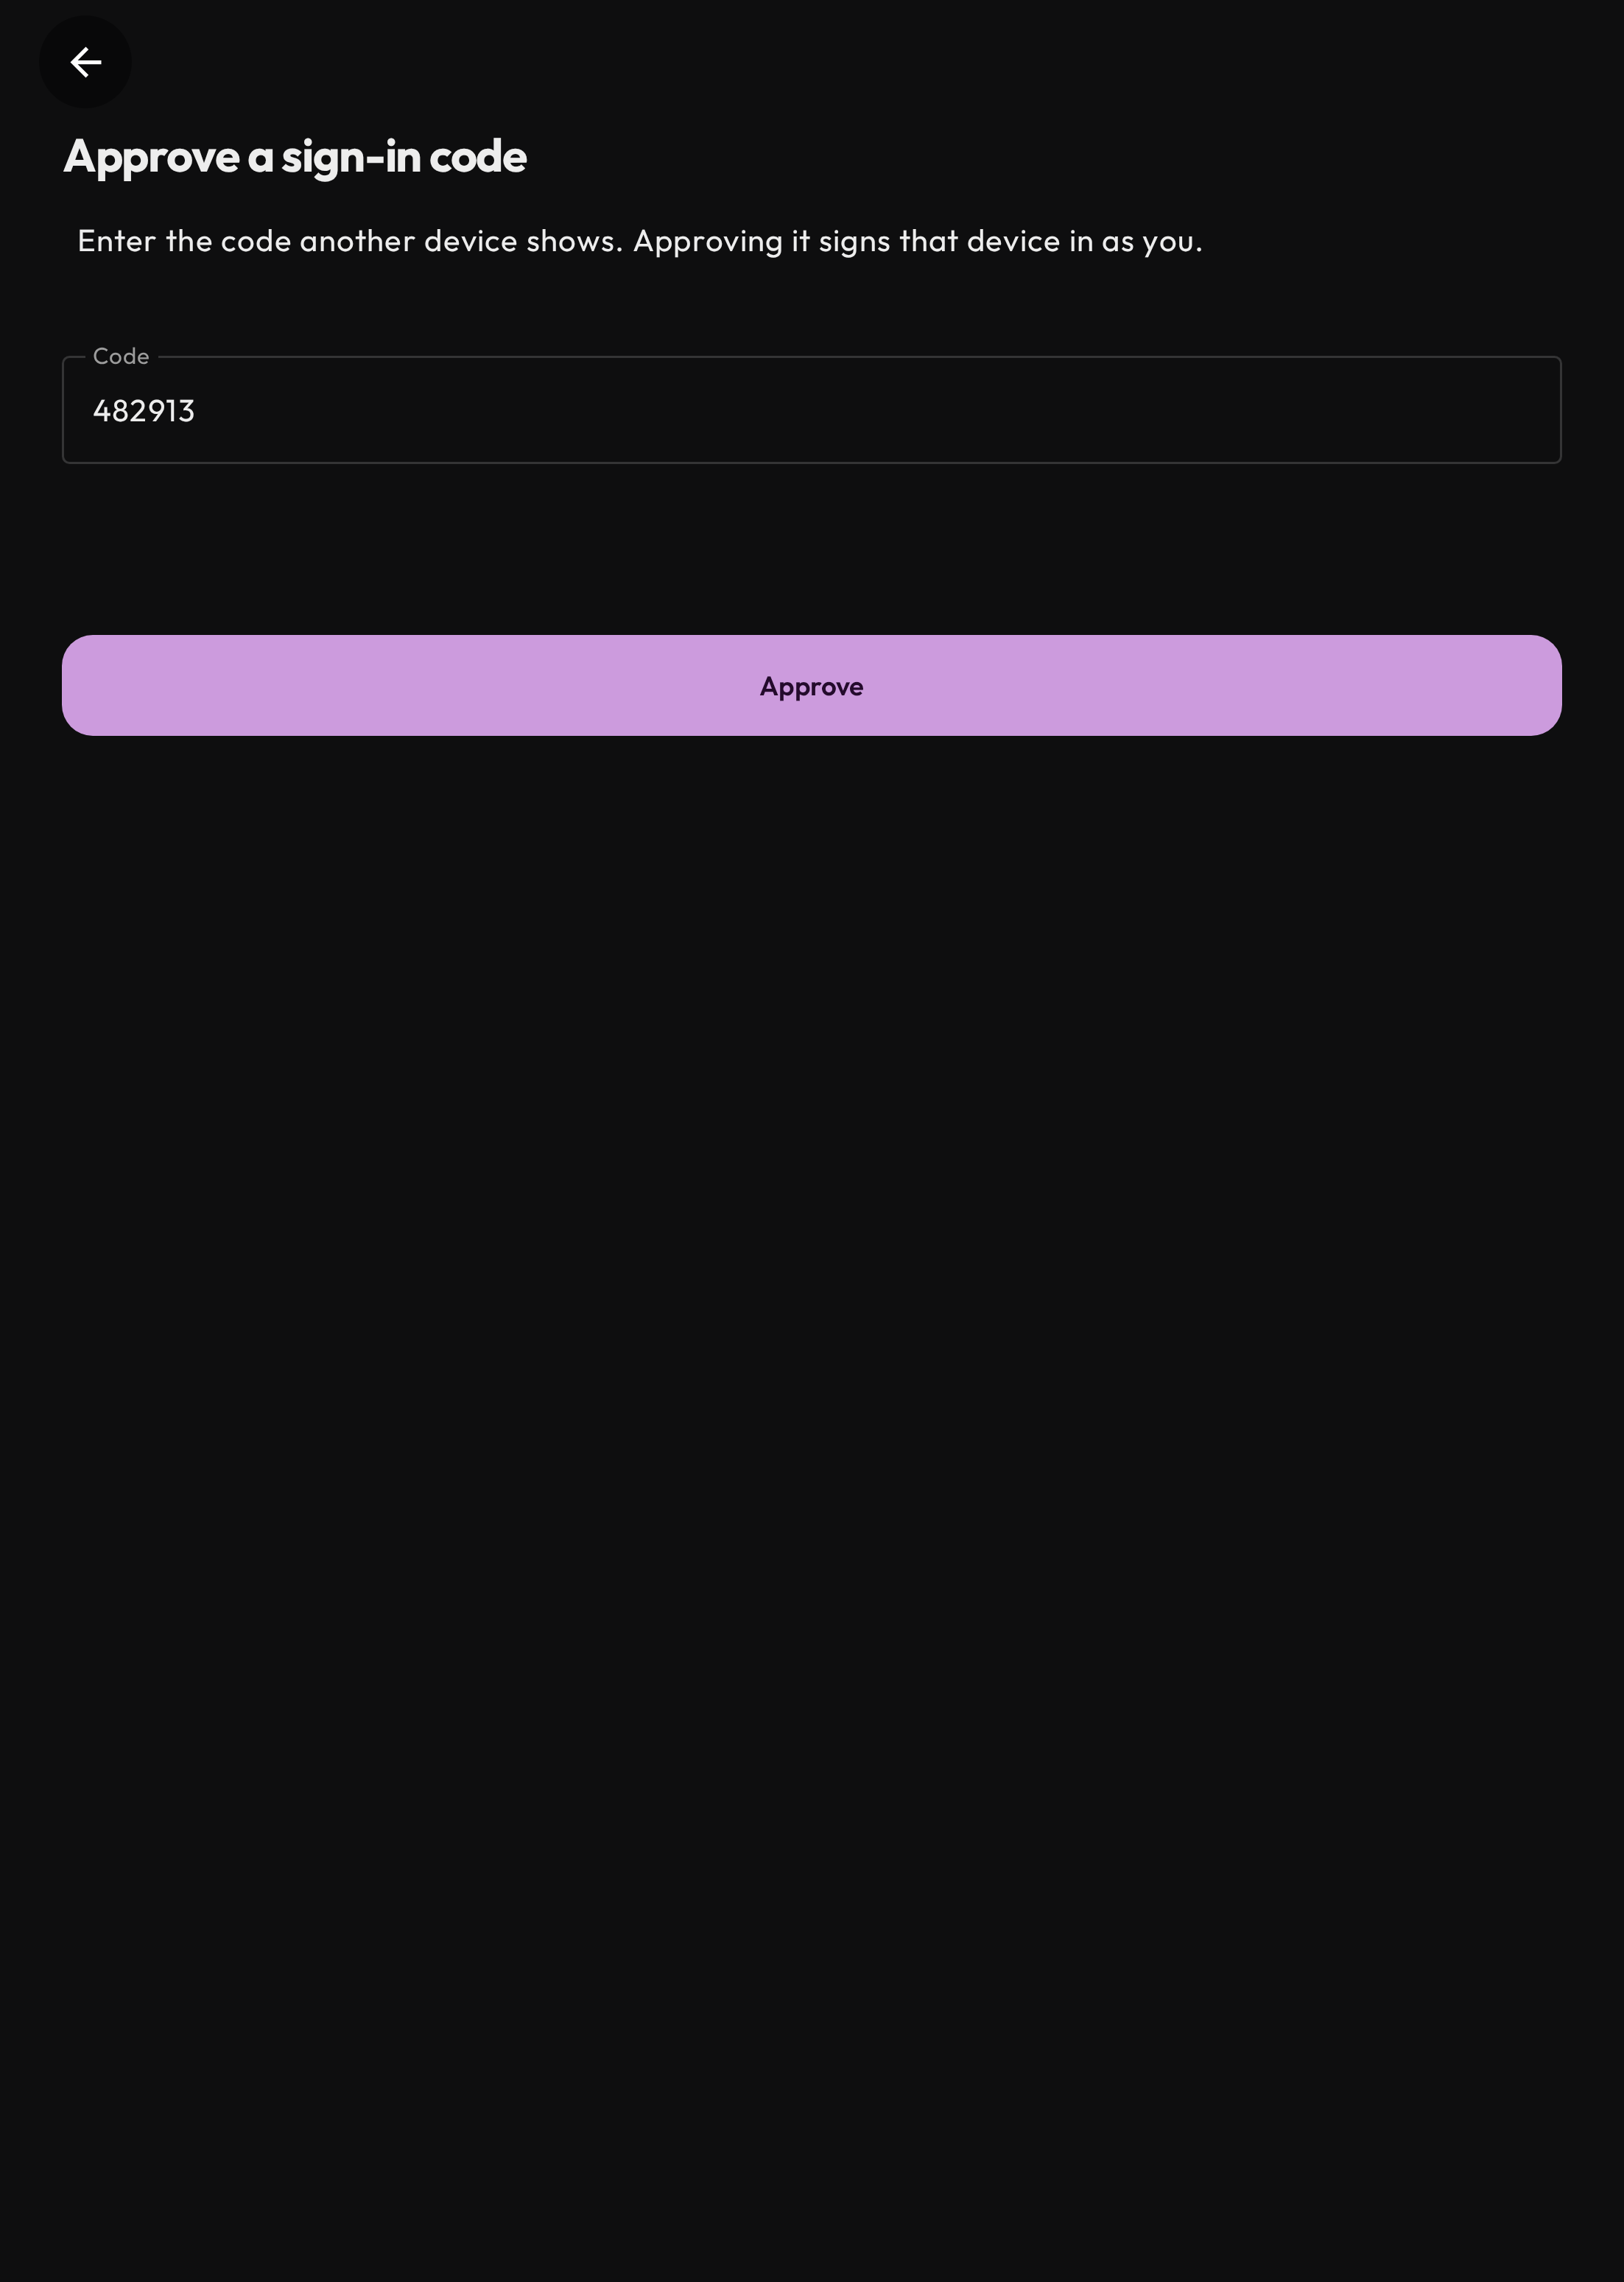 Approve a sign-in code
Enter the code another device shows. Approving it signs that device in as you.
Code
482913
Approve